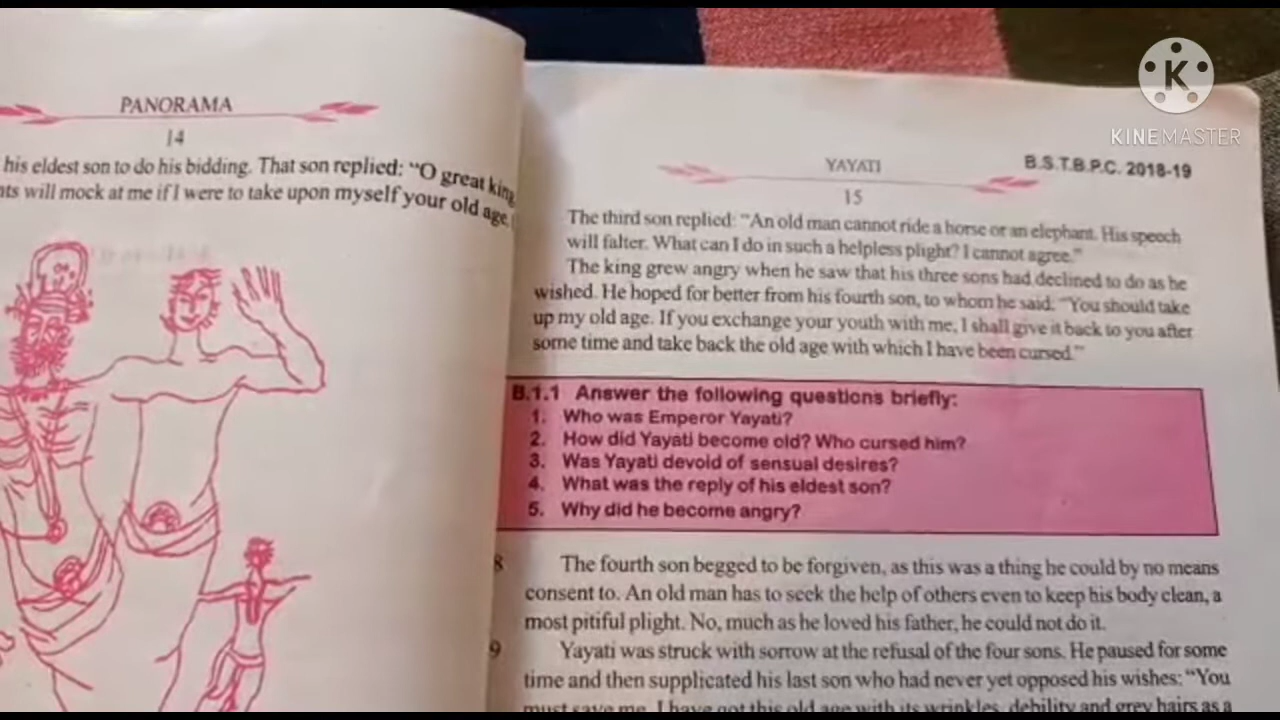 PANORAMA
14
his eldest son to do his bidding. That son replied: “O great king,
will mock at me if I were to take upon myself your old age.
YAYATI
B.S.T.B.P.C. 2018-19
15
The third son replied: “An old man cannot ride a horse or an elephant. His speech
will falter. What can I do in such a helpless plight? I cannot agree.”
The king grew angry when he saw that his three sons had declined to do as he
wished. He hoped for better from his fourth son, to whom he said: “You should take
up my old age. If you exchange your youth with me, I shall give it back to you after
some time and take back the old age with which I have been cursed.”
B.1.1 Answer the following questions briefly:
1. Who was Emperor Yayati?
2. How did Yayati become old? Who cursed him?
3. Was Yayati devoid of sensual desires?
4. What was the reply of his eldest son?
5. Why did he become angry?
8 The fourth son begged to be forgiven, as this was a thing he could by no means
consent to. An old man has to seek the help of others even to keep his body clean, a
most pitiful plight. No, much as he loved his father, he could not do it.
9 Yayati was struck with sorrow at the refusal of the four sons. He paused for some
time and then supplicated his last son who had never yet opposed his wishes: “You
must save me. I have got this old age with its wrinkles, debility and grey hairs as a
K
KINEMASTER